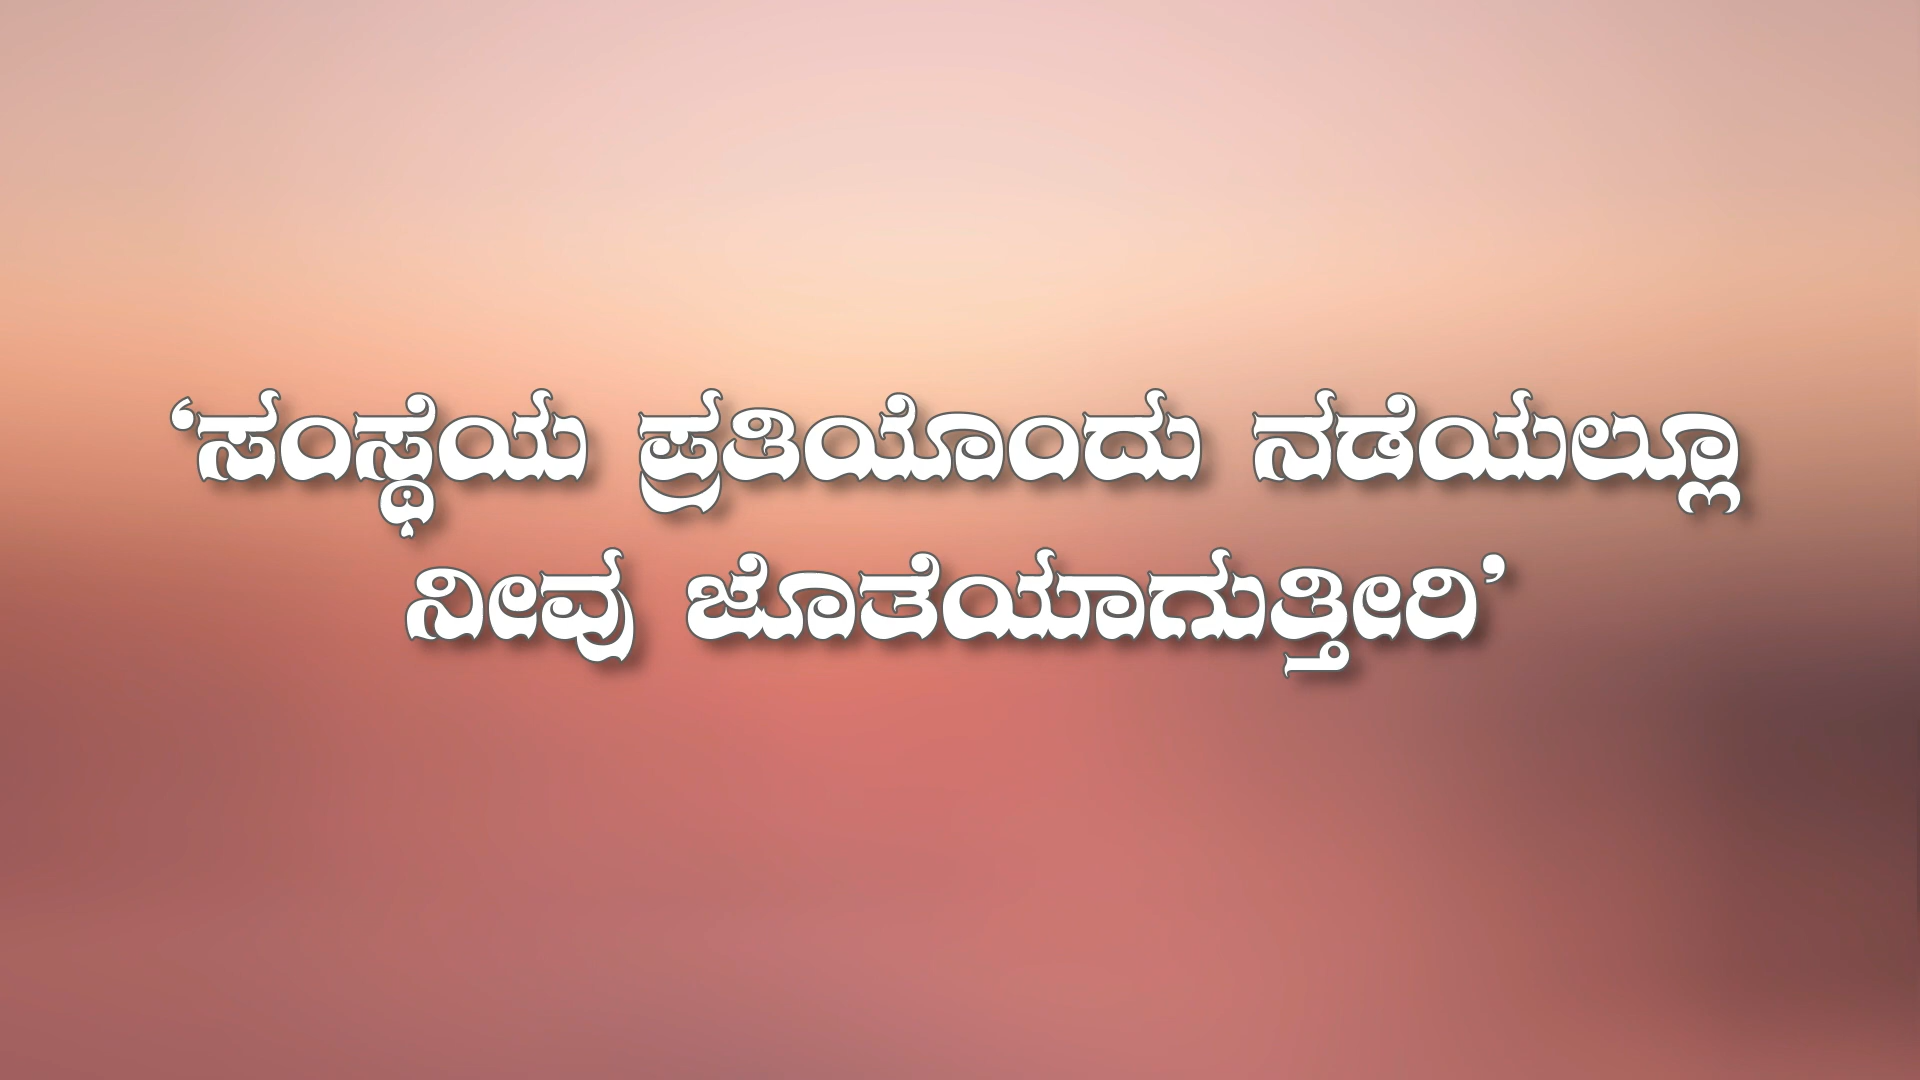 ‘ಸಂಸ್ಥೆಯ ಪ್ರತಿಯೊಂದು ನಡೆಯಲ್ಲೂ
ನೀವು ಜೊತೆಯಾಗುತ್ತೀರಿ’